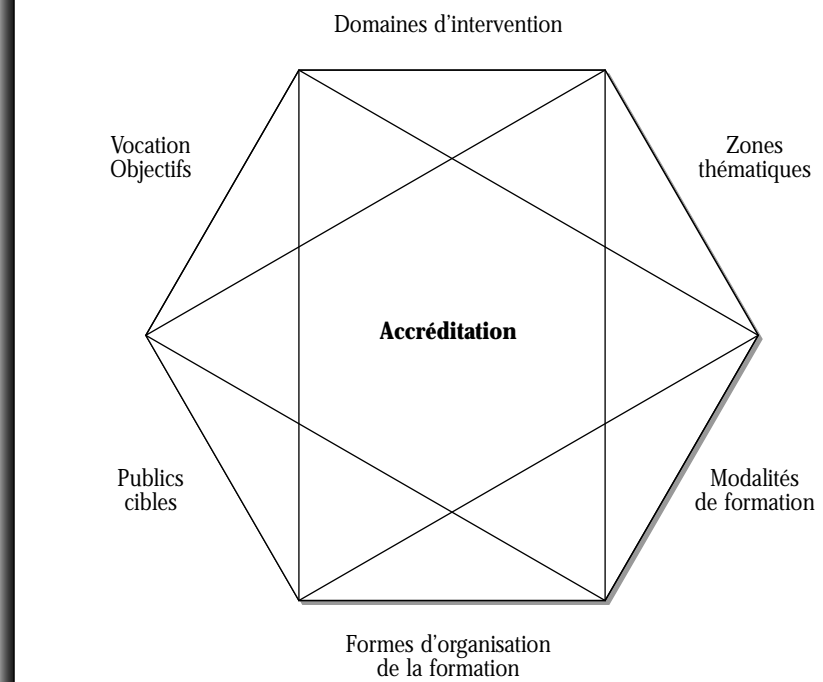 Domaines d'intervention
Vocation
Objectifs
Zones
thématiques
Accréditation
Publics
cibles
Modalités
de formation
Formes d'organisation
de la formation